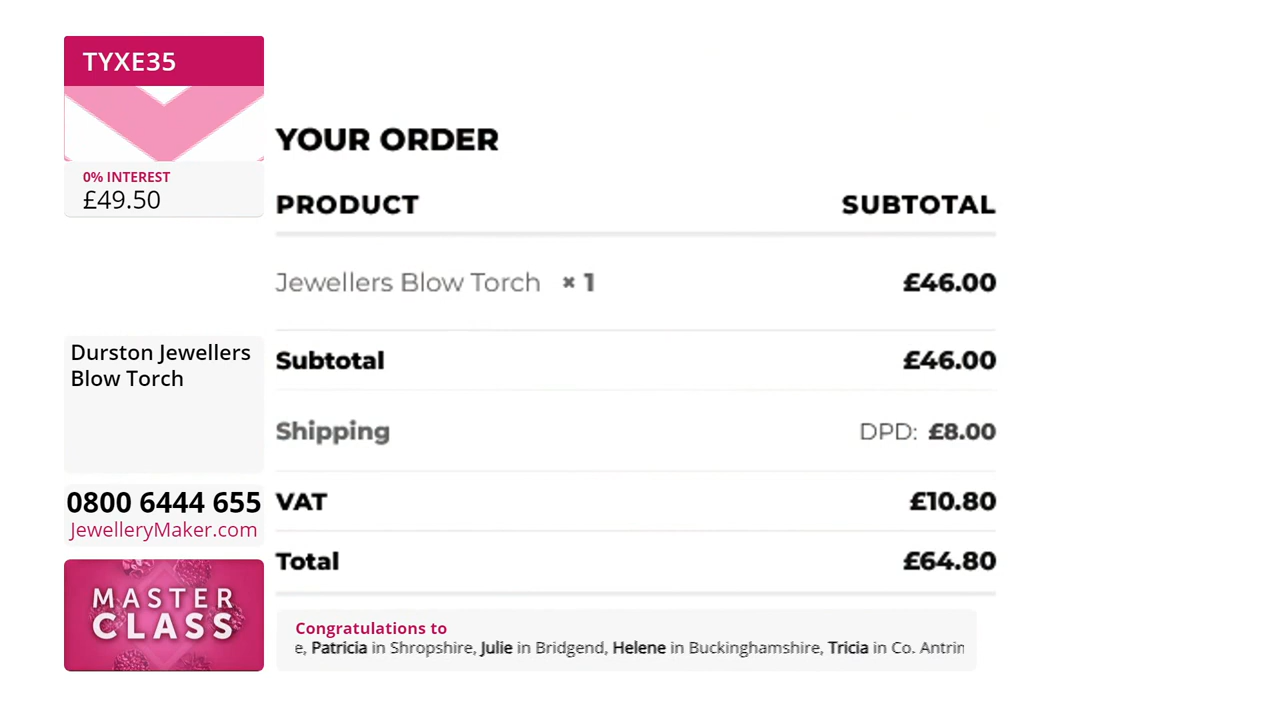 TYXE35
0% INTEREST
£49.50
Durston Jewellers
Blow Torch
0800 6444 655
JewelleryMaker.com
MASTER
CLASS
YOUR ORDER
PRODUCT SUBTOTAL
Jewellers Blow Torch × 1 £46.00
Subtotal £46.00
Shipping DPD: £8.00
VAT £10.80
Total £64.80
Congratulations to
e, Patricia in Shropshire, Julie in Bridgend, Helene in Buckinghamshire, Tricia in Co. Antrin